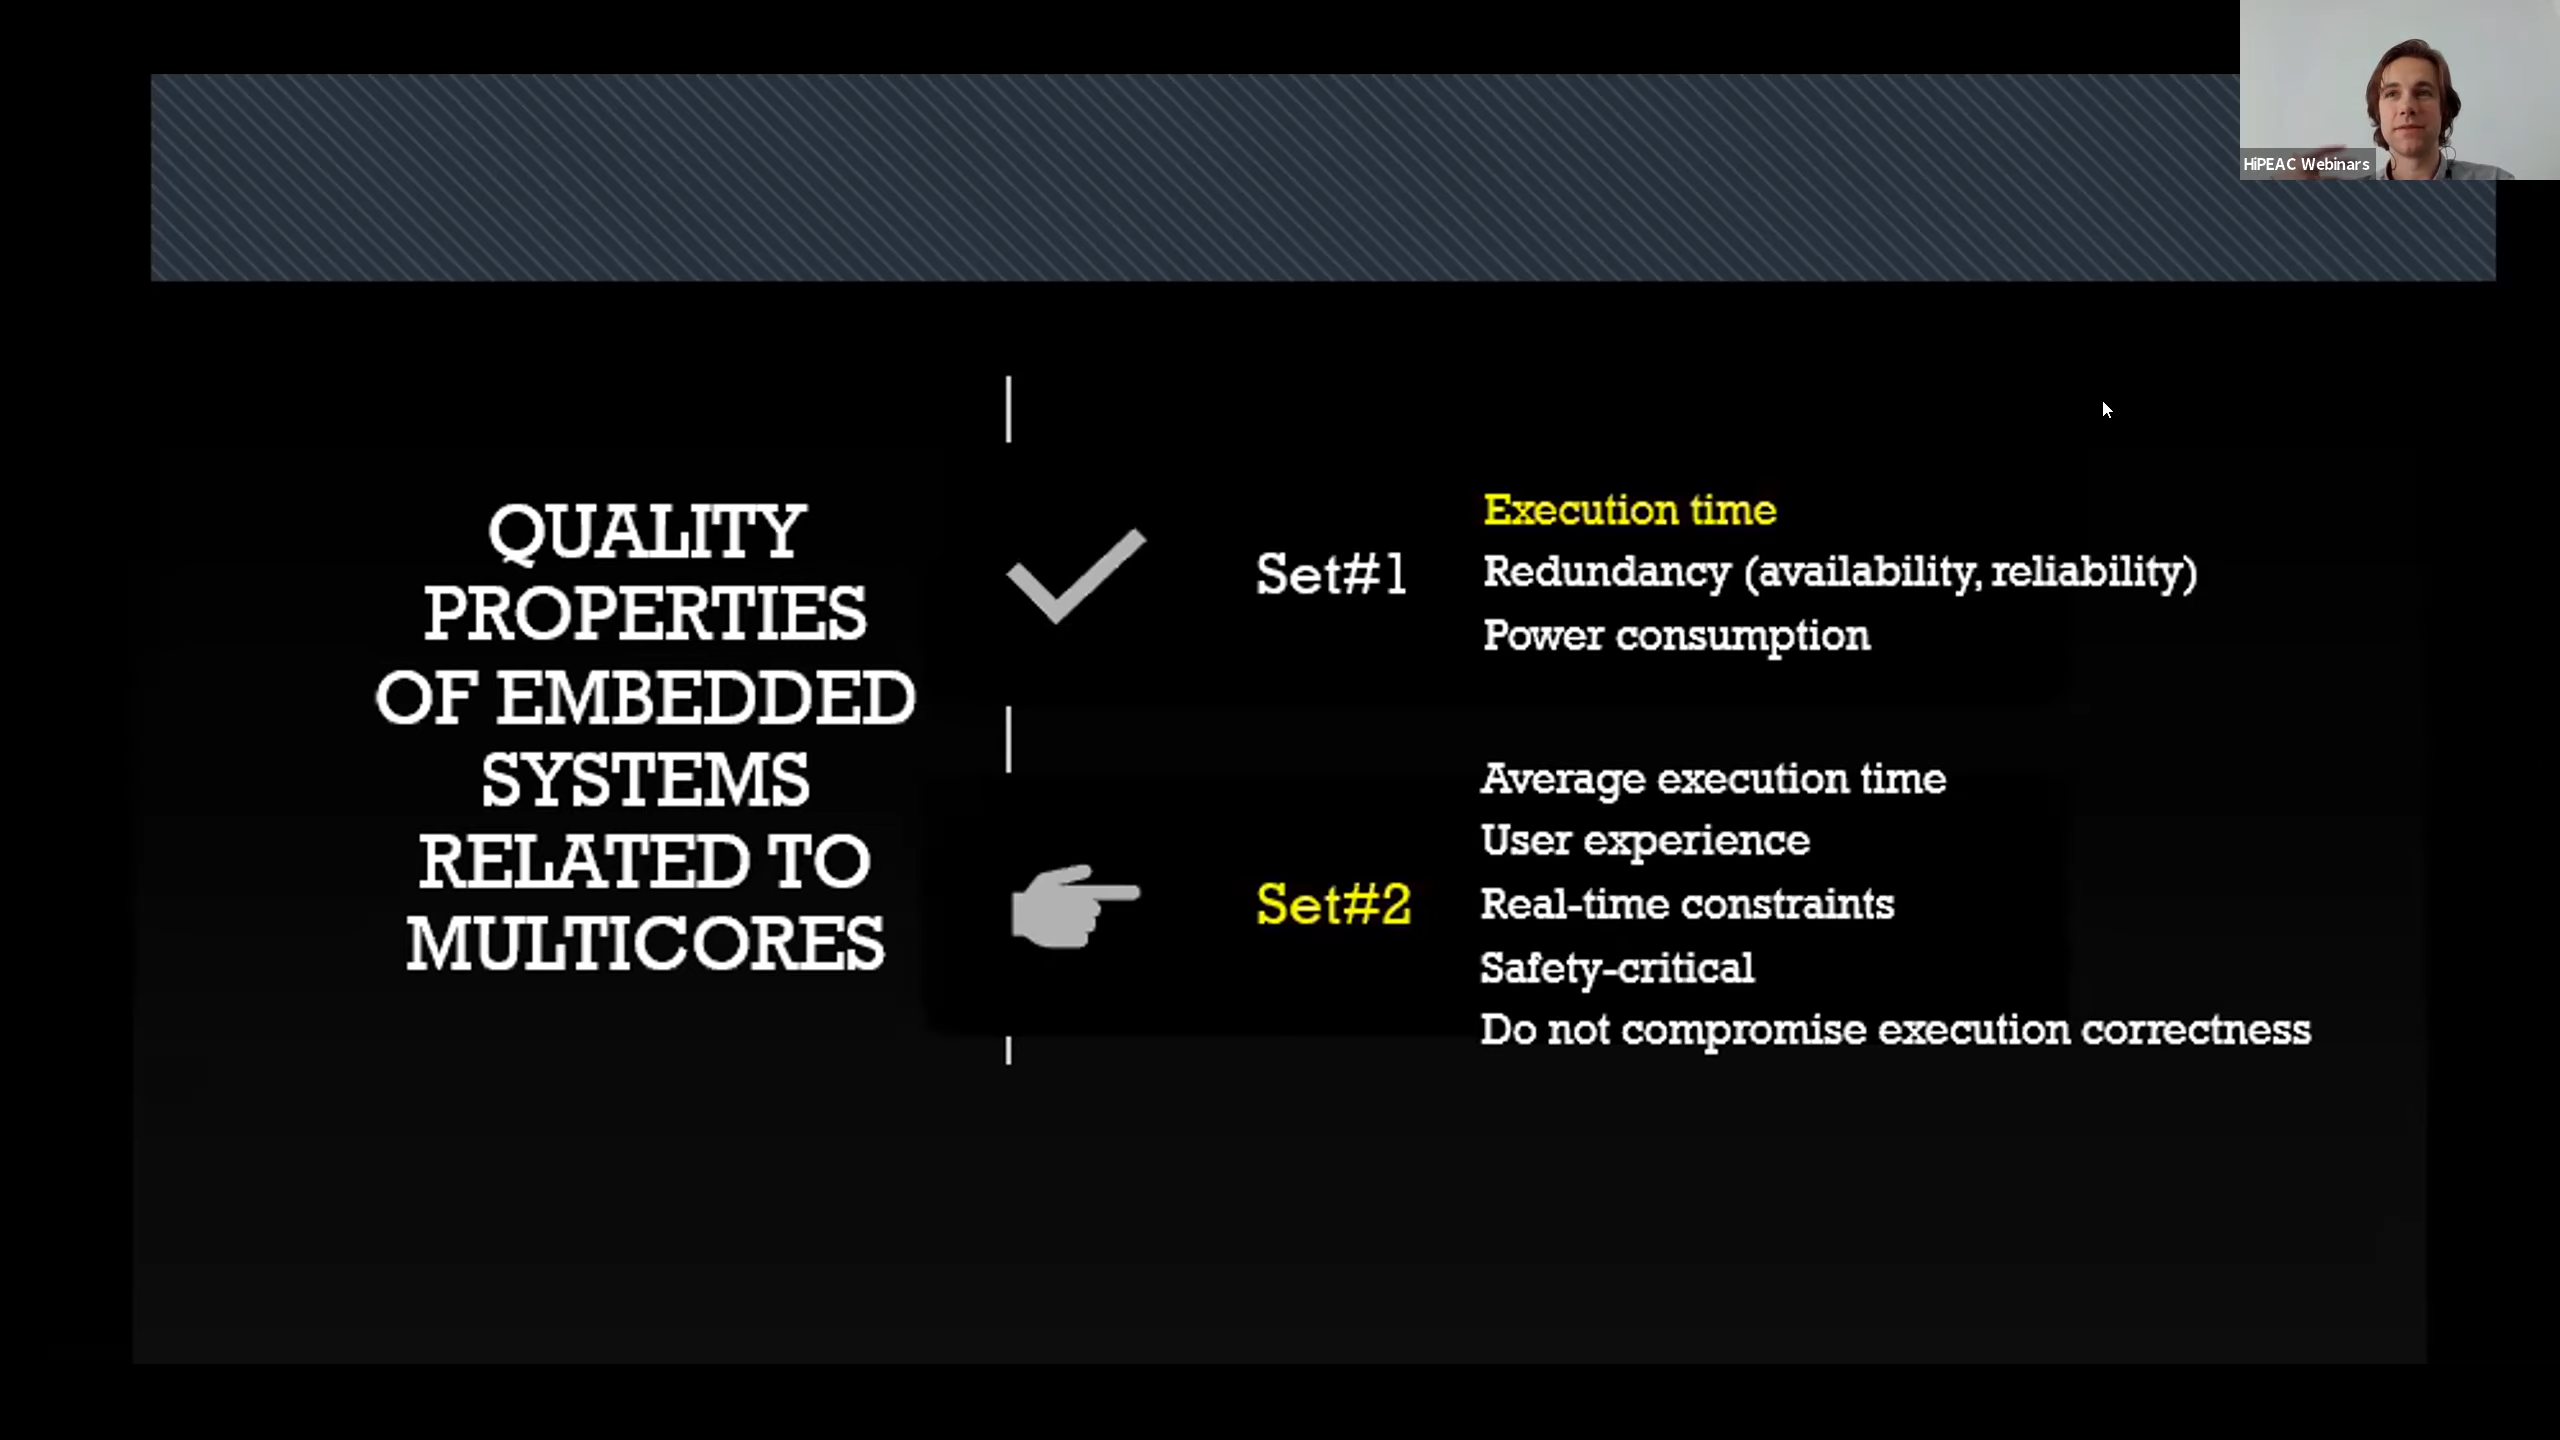 HiPEAC Webinars
QUALITY
PROPERTIES
OF EMBEDDED
SYSTEMS
RELATED TO
MULTICORES
Set#1
Execution time
Redundancy (availability, reliability)
Power consumption
Set#2
Average execution time
User experience
Real-time constraints
Safety-critical
Do not compromise execution correctness